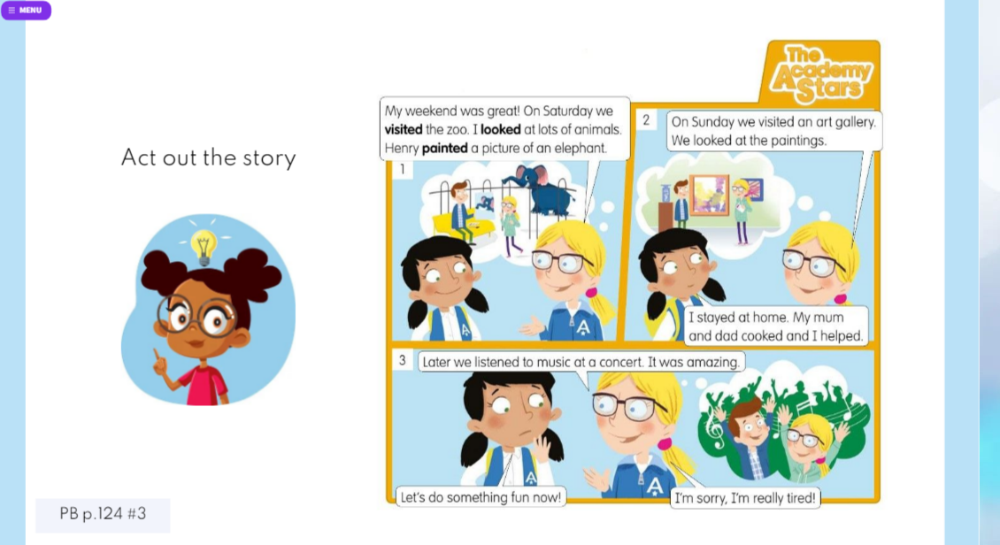 ≡ MENU
Act out the story
PB p.124 #3
The
Academy
Stars
My weekend was great! On Saturday we
visited the zoo. I looked at lots of animals.
Henry painted a picture of an elephant.
1
2
On Sunday we visited an art gallery.
We looked at the paintings.
I stayed at home. My mum
and dad cooked and I helped.
3
Later we listened to music at a concert. It was amazing.
Let's do something fun now!
I'm sorry, I'm really tired!
A
A
A
A